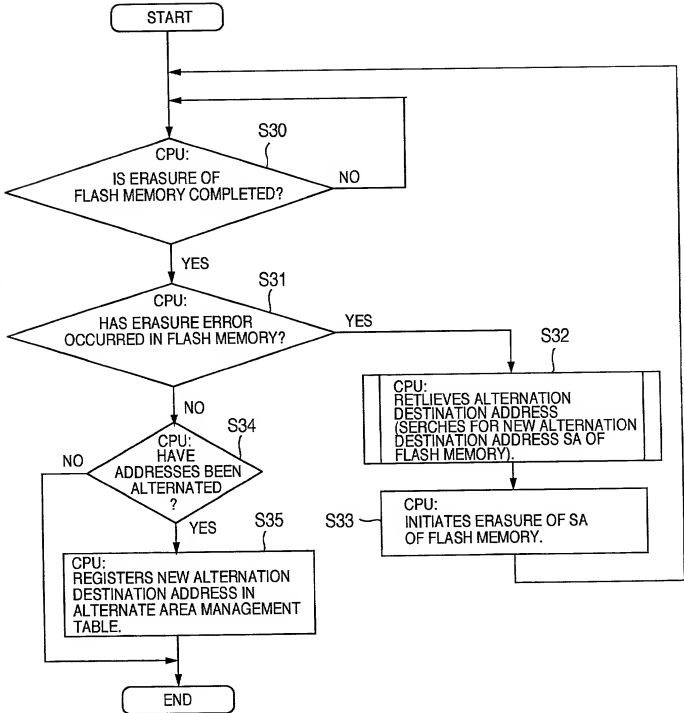 START
S30
CPU:
IS ERASURE OF
FLASH MEMORY COMPLETED?
NO
YES
S31
CPU:
HAS ERASURE ERROR
OCCURRED IN FLASH MEMORY?
YES
NO
S32
CPU:
RETLIEVES ALTERNATION
DESTINATION ADDRESS
(SERCHES FOR NEW ALTERNATION
DESTINATION ADDRESS SA OF
FLASH MEMORY).
S33
CPU:
INITIATES ERASURE OF SA
OF FLASH MEMORY.
S34
CPU:
HAVE
ADDRESSES BEEN
ALTERNATED
?
NO
YES
S35
CPU:
REGISTERS NEW ALTERNATION
DESTINATION ADDRESS IN
ALTERNATE AREA MANAGEMENT
TABLE.
END